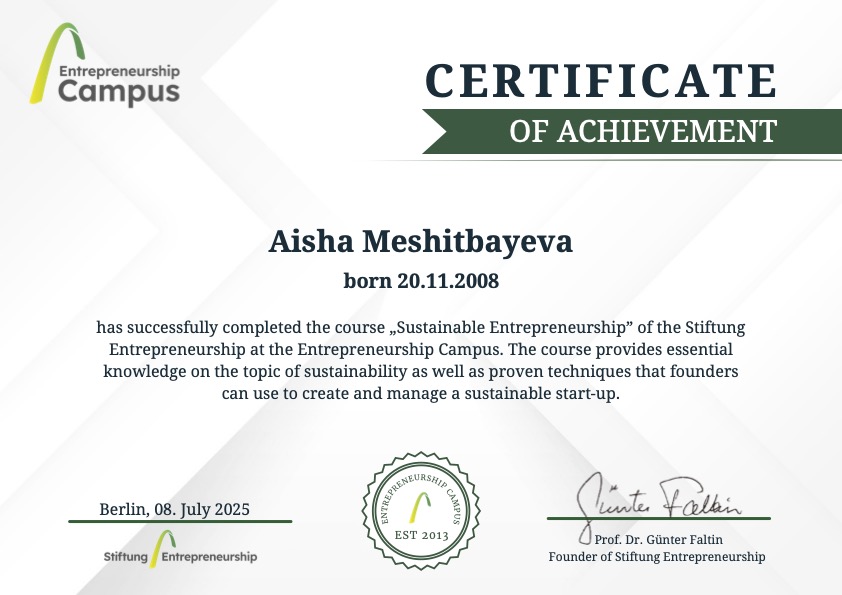 Entrepreneurship
Campus
CERTIFICATE
OF ACHIEVEMENT
Aisha Meshitbayeva
born 20.11.2008
has successfully completed the course „Sustainable Entrepreneurship” of the Stiftung
Entrepreneurship at the Entrepreneurship Campus. The course provides essential
knowledge on the topic of sustainability as well as proven techniques that founders
can use to create and manage a sustainable start-up.
Berlin, 08. July 2025
Stiftung Entrepreneurship
ENTREPRENEURSHIP CAMPUS
EST 2013
Günter Faltin
Prof. Dr. Günter Faltin
Founder of Stiftung Entrepreneurship